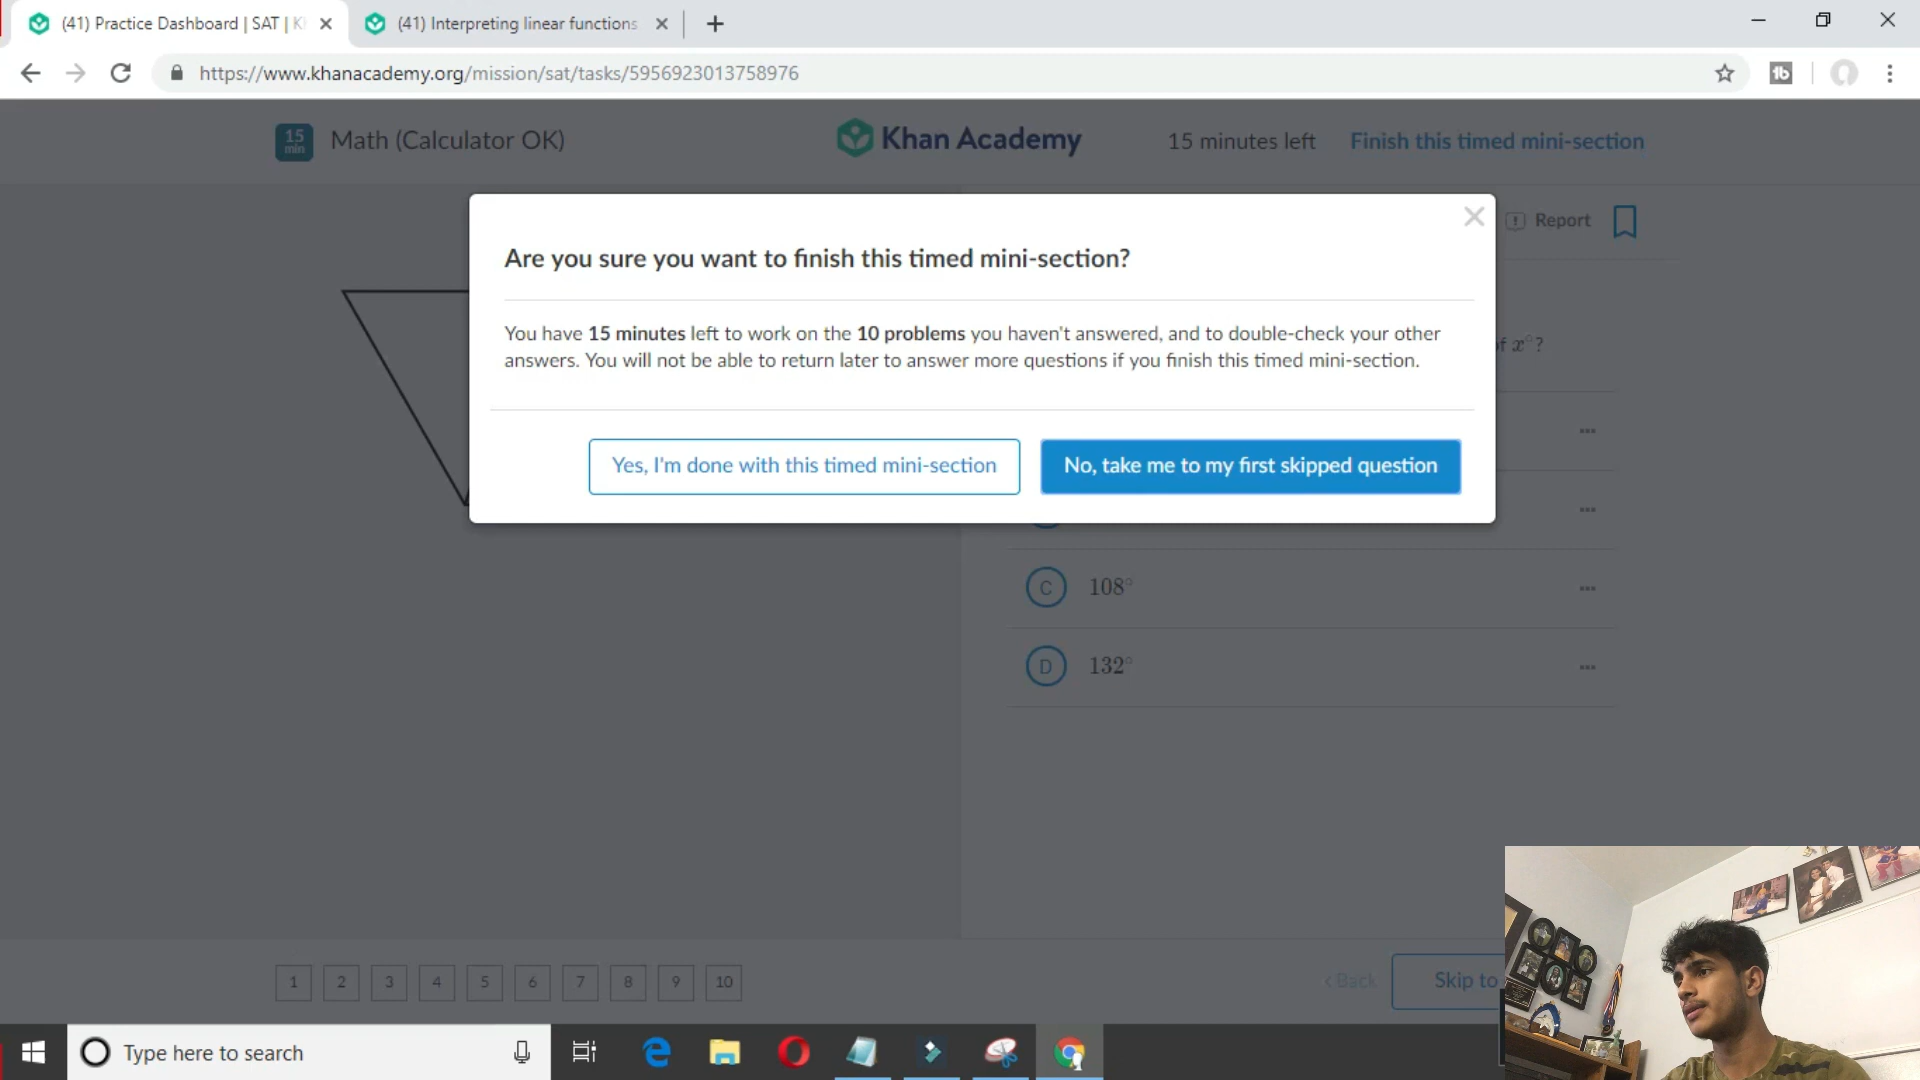 (41) Practice Dashboard | SAT | K
(41) Interpreting linear functions
https://www.khanacademy.org/mission/sat/tasks/5956923013758976
15
min
Math (Calculator OK)
Khan Academy
15 minutes left
Finish this timed mini-section
Report
Are you sure you want to finish this timed mini-section?
You have 15 minutes left to work on the 10 problems you haven't answered, and to double-check your other
answers. You will not be able to return later to answer more questions if you finish this timed mini-section.
of x°?
Yes, I'm done with this timed mini-section
No, take me to my first skipped question
C 108°
D 132°
1 2 3 4 5 6 7 8 9 10
‹ Back
Skip to
Type here to search